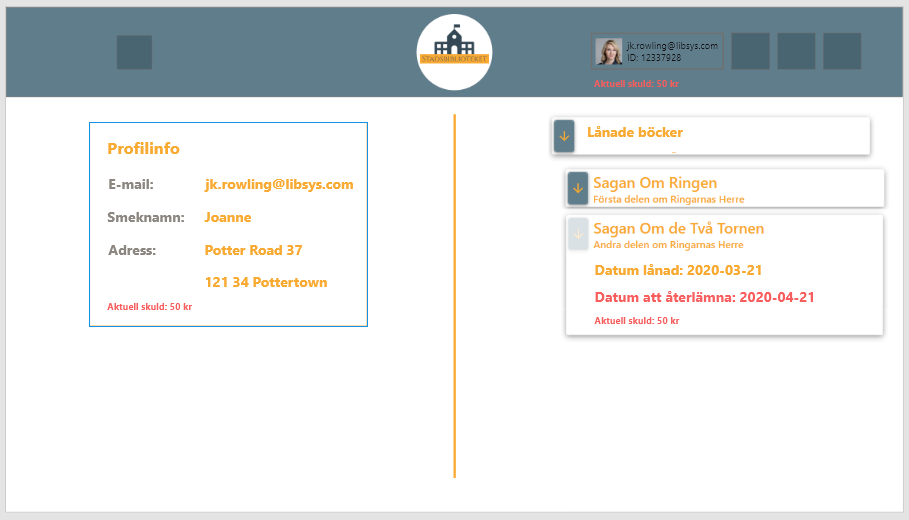 STADSBIBLIOTEKET
jk.rowling@libsys.com
ID: 12337928
Aktuell skuld: 50 kr
Profilinfo
E-mail: jk.rowling@libsys.com
Smeknamn: Joanne
Adress: Potter Road 37
121 34 Pottertown
Aktuell skuld: 50 kr
Lånade böcker
Sagan Om Ringen
Första delen om Ringarnas Herre
Sagan Om de Två Tornen
Andra delen om Ringarnas Herre
Datum lånad: 2020-03-21
Datum att återlämna: 2020-04-21
Aktuell skuld: 50 kr